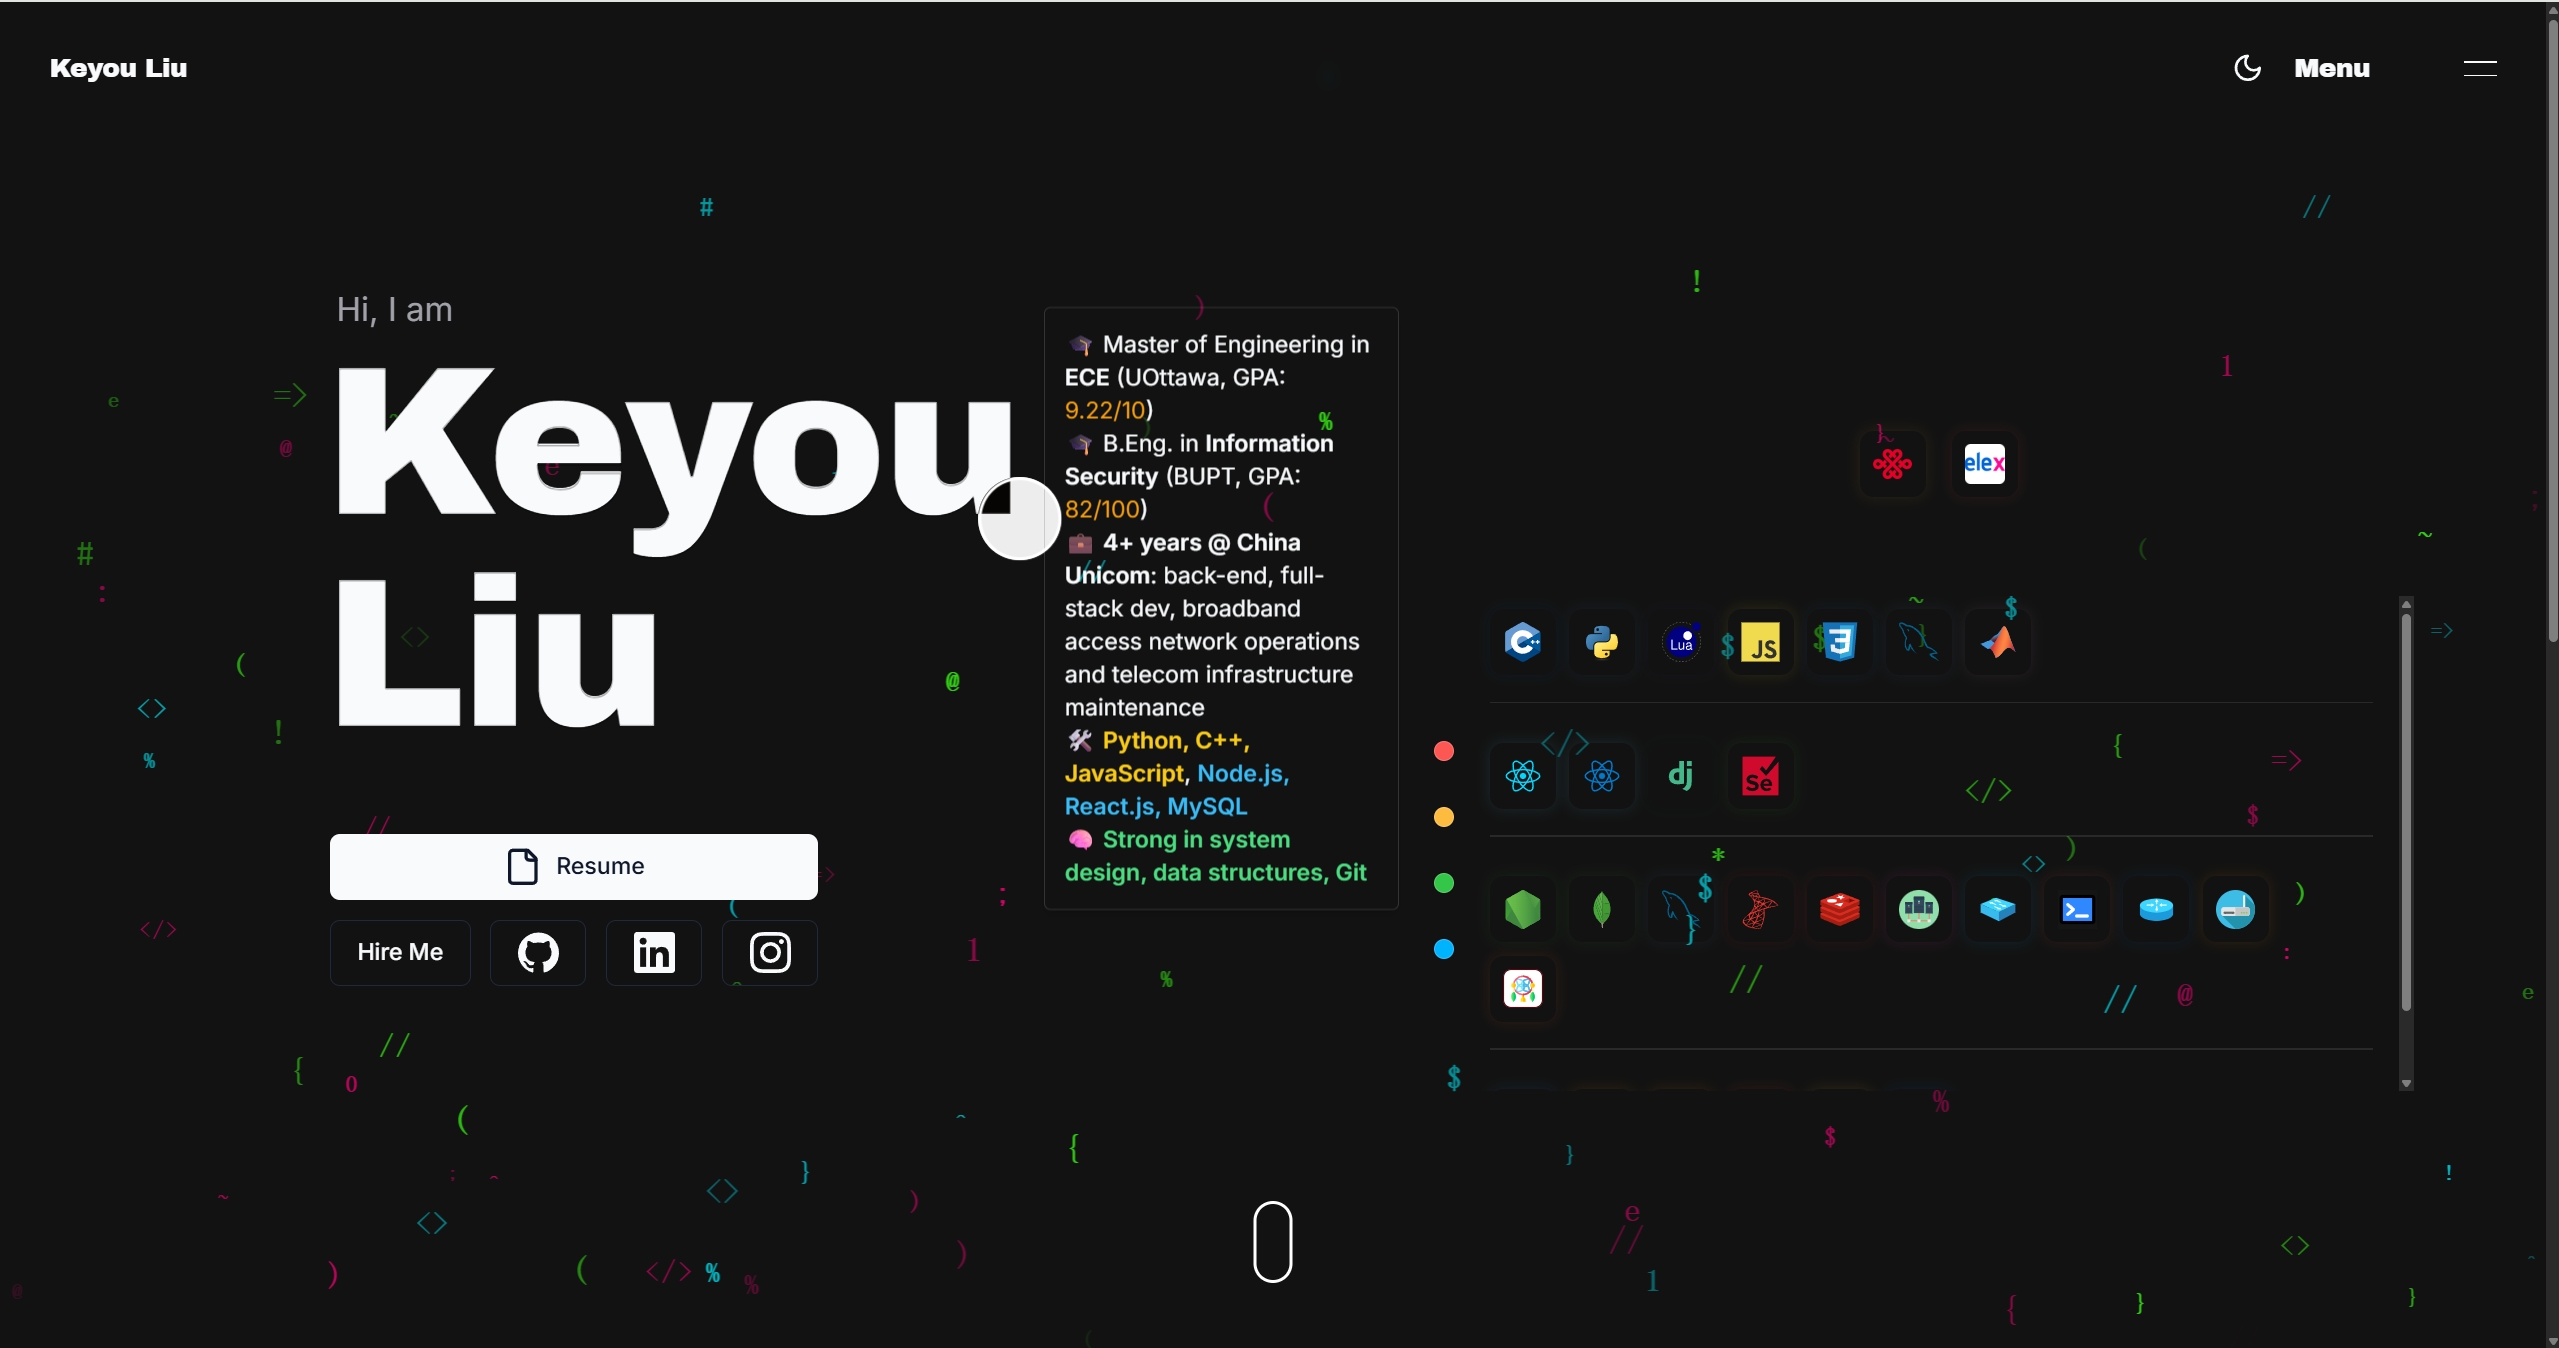 Keyou Liu
Menu
Hi, I am
Keyou
Liu
Resume
Hire Me
🎓 Master of Engineering in
ECE (UOttawa, GPA:
9.22/10)
🎓 B.Eng. in Information
Security (BUPT, GPA:
82/100)
💼 4+ years @ China
Unicom: back-end, full-
stack dev, broadband
access network operations
and telecom infrastructure
maintenance
🛠 Python, C++,
JavaScript, Node.js,
React.js, MySQL
🧠 Strong in system
design, data structures, Git
elex
Lua
JS
dj
Se